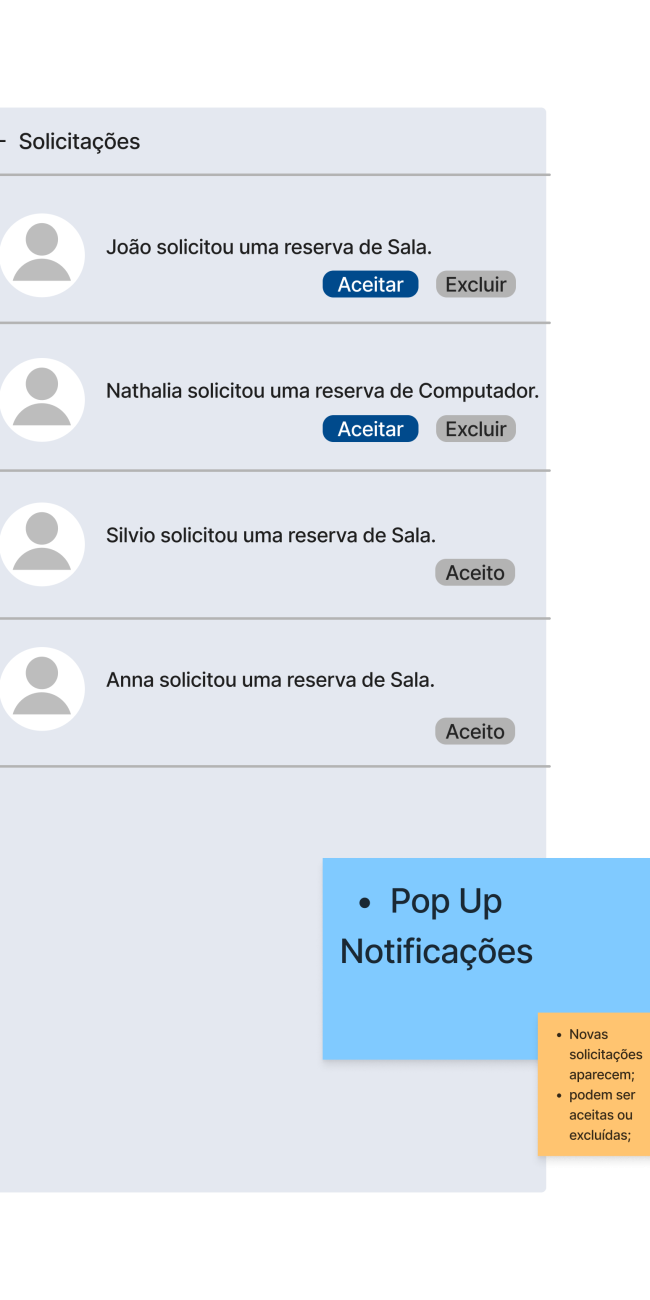 Solicitações
João solicitou uma reserva de Sala.
Aceitar Excluir
Nathalia solicitou uma reserva de Computador.
Aceitar Excluir
Silvio solicitou uma reserva de Sala.
Aceito
Anna solicitou uma reserva de Sala.
Aceito
• Pop Up
Notificações
• Novas
solicitações
aparecem;
• podem ser
aceitas ou
excluídas;